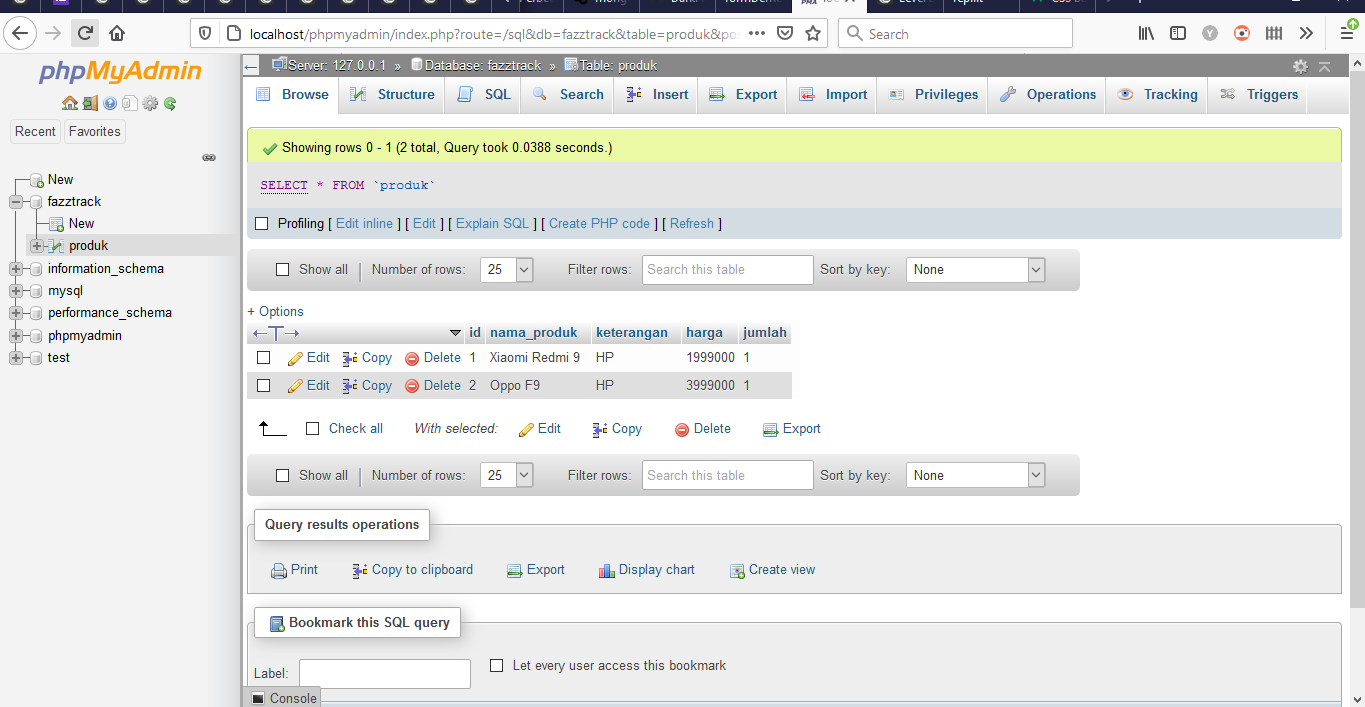 localhost/phpmyadmin/index.php?route=/sql&db=fazztrack&table=produk&po
Search
phpMyAdmin
Recent Favorites
New
fazztrack
New
produk
information_schema
mysql
performance_schema
phpmyadmin
test
Server: 127.0.0.1 » Database: fazztrack » Table: produk
Browse Structure SQL Search Insert Export Import Privileges Operations Tracking Triggers
Showing rows 0 - 1 (2 total, Query took 0.0388 seconds.)
SELECT * FROM `produk`
Profiling [ Edit inline ] [ Edit ] [ Explain SQL ] [ Create PHP code ] [ Refresh ]
Show all | Number of rows: 25 Filter rows: Search this table Sort by key: None
+ Options
←T→ id nama_produk keterangan harga jumlah
Edit Copy Delete 1 Xiaomi Redmi 9 HP 1999000 1
Edit Copy Delete 2 Oppo F9 HP 3999000 1
Check all With selected: Edit Copy Delete Export
Show all | Number of rows: 25 Filter rows: Search this table Sort by key: None
Query results operations
Print Copy to clipboard Export Display chart Create view
Bookmark this SQL query
Label: Let every user access this bookmark
Console